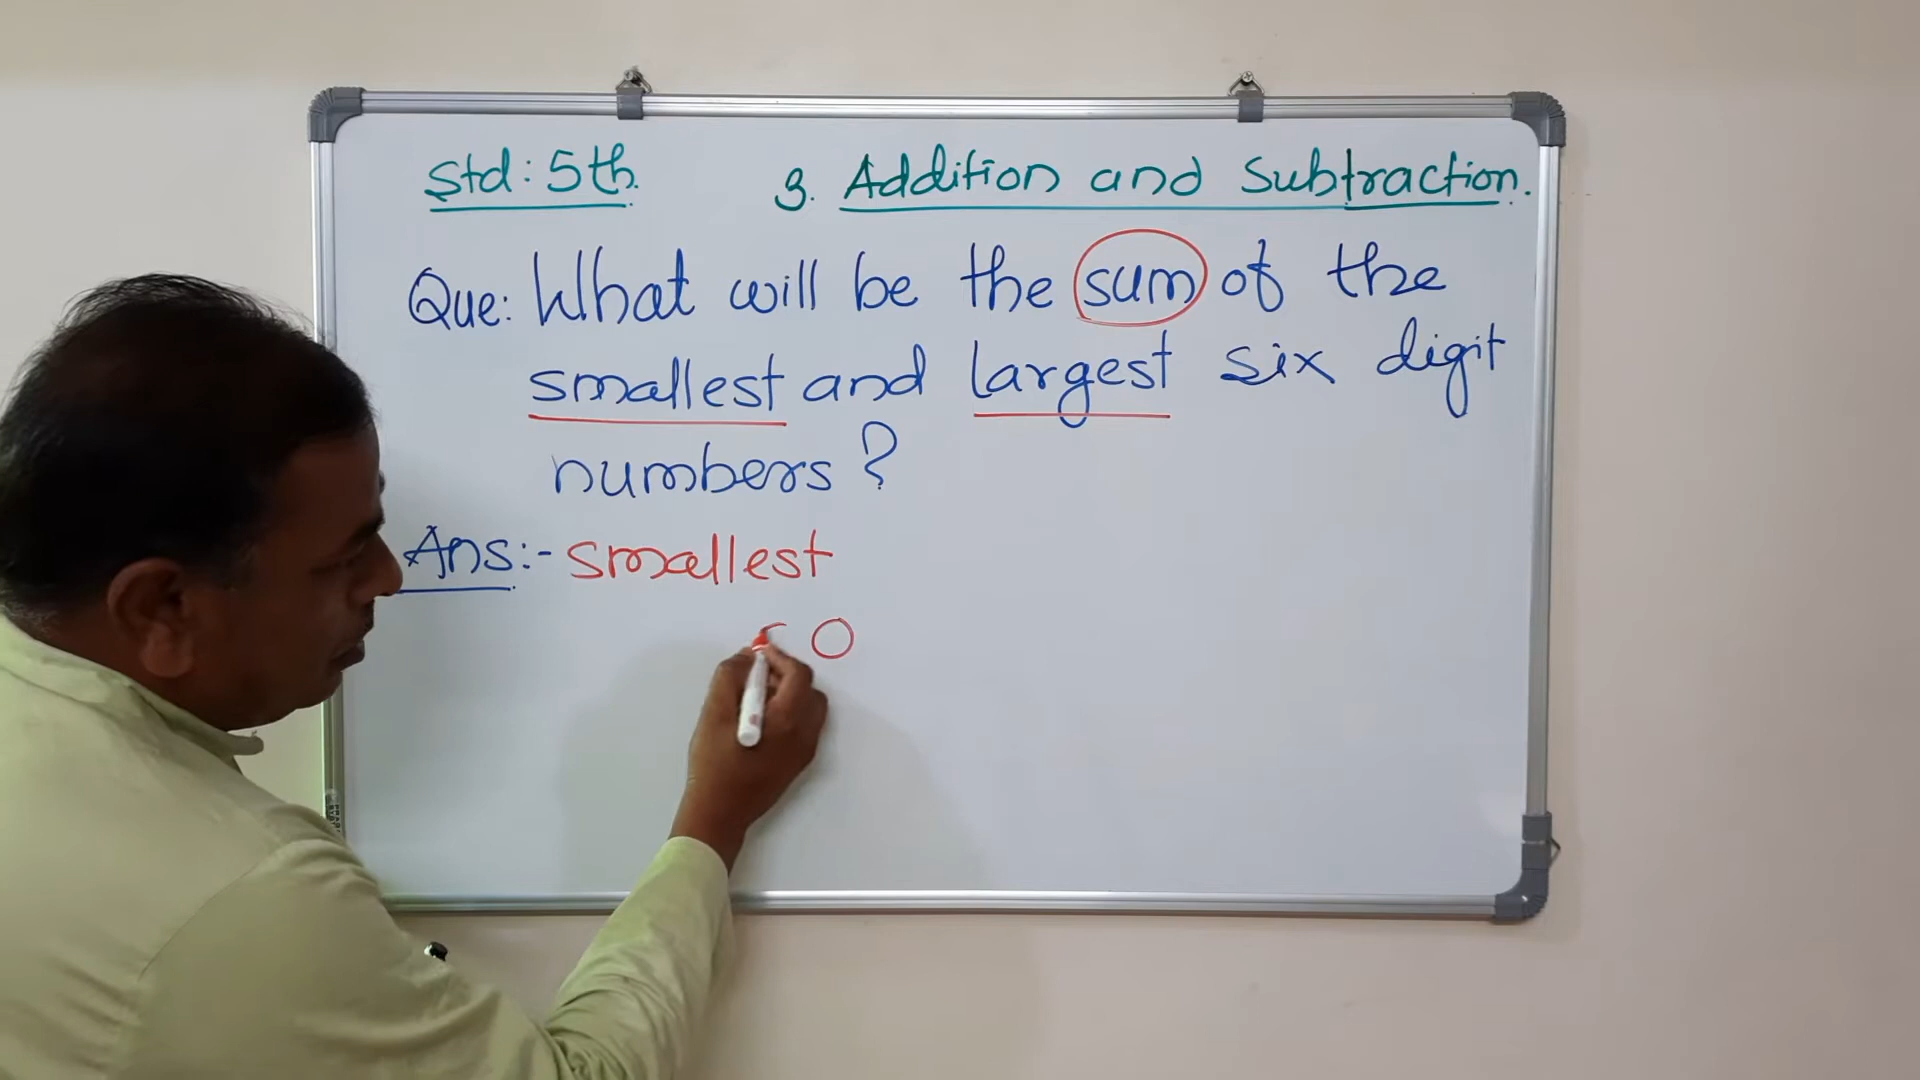 Std: 5th. 3. Addition and Subtraction.
Que: What will be the sum of the
smallest and largest six digit
numbers?
Ans:- smallest
0